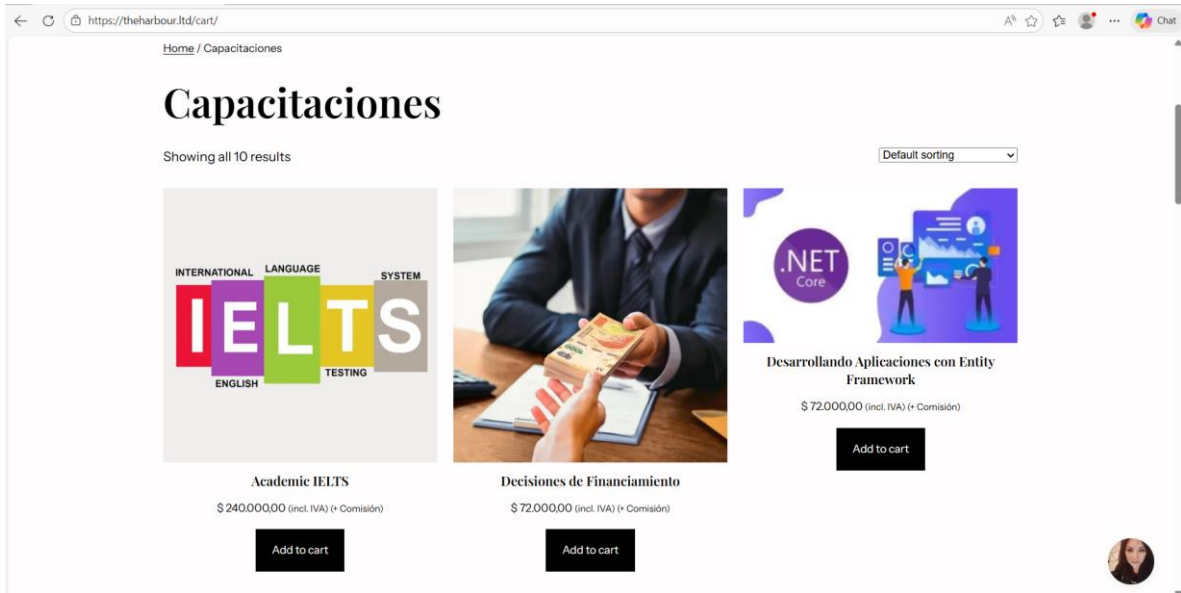 https://theharbour.ltd/cart/
Chat
Home / Capacitaciones
Capacitaciones
Showing all 10 results
Default sorting
INTERNATIONAL LANGUAGE SYSTEM
IELTS
ENGLISH TESTING
.NET
Core
Academic IELTS
$ 240.000,00 (incl. IVA) (+ Comisión)
Add to cart
Decisiones de Financiamiento
$ 72.000,00 (incl. IVA) (+ Comisión)
Add to cart
Desarrollando Aplicaciones con Entity
Framework
$ 72.000,00 (incl. IVA) (+ Comisión)
Add to cart